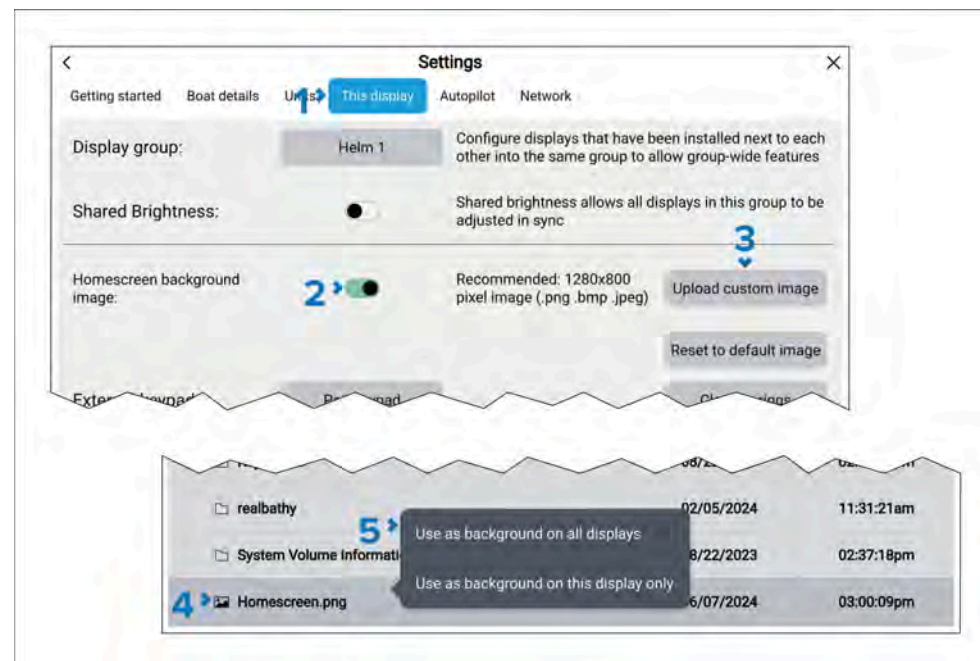 Settings
Getting started Boat details This display Autopilot Network
1
Display group: Helm 1 Configure displays that have been installed next to each
other into the same group to allow group-wide features
Shared Brightness: Shared brightness allows all displays in this group to be
adjusted in sync
3
Homescreen background
image:
2
Recommended: 1280x800
pixel image (.png .bmp .jpeg)
Upload custom image
Reset to default image
realbathy 02/05/2024 11:31:21am
5
Use as background on all displays
System Volume 8/22/2023 02:37:18pm
Use as background on this display only
4
Homescreen.png 6/07/2024 03:00:09pm